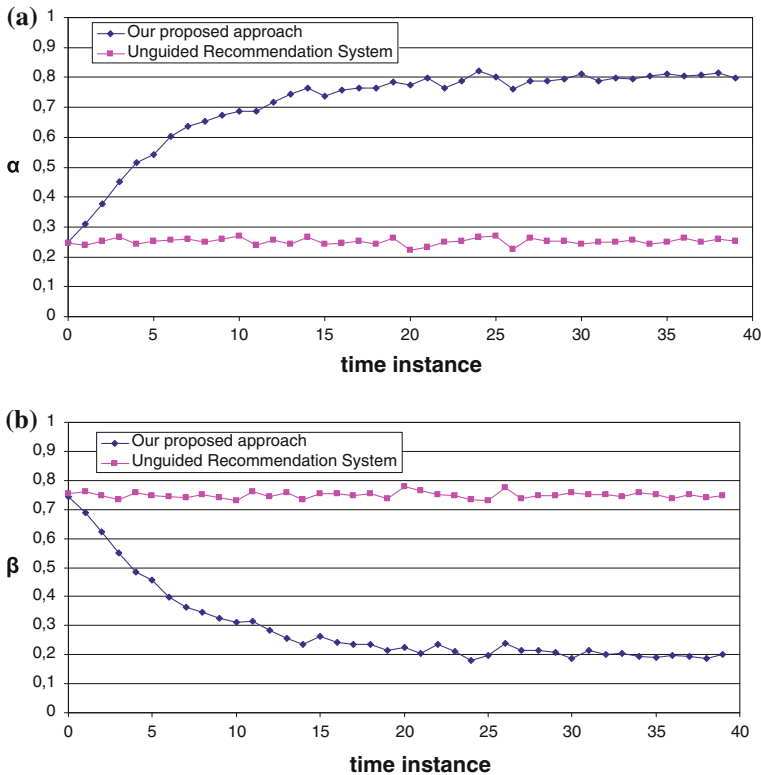 (a)
1
0,9
0,8
0,7
0,6
0,5
0,4
0,3
0,2
0,1
0
α
Our proposed approach
Unguided Recommendation System
0 5 10 15 20 25 30 35 40
time instance
(b)
1
0,9
0,8
0,7
0,6
0,5
0,4
0,3
0,2
0,1
0
β
Our proposed approach
Unguided Recommendation System
0 5 10 15 20 25 30 35 40
time instance